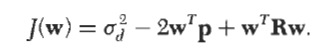 J(w) = σ_d^2 − 2w^T p + w^T Rw.